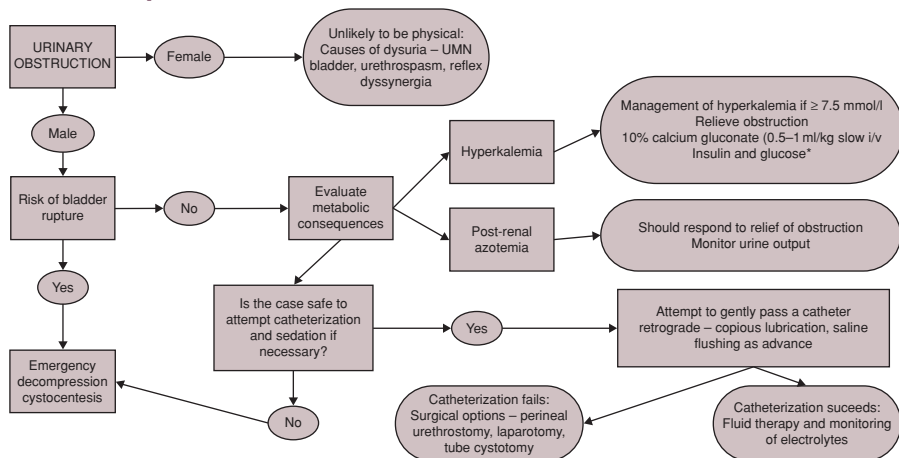 URINARY
OBSTRUCTION
Female
Unlikely to be physical:
Causes of dysuria – UMN
bladder, urethrospasm, reflex
dyssynergia
Male
Risk of bladder
rupture
No
Evaluate
metabolic
consequences
Hyperkalemia
Management of hyperkalemia if ≥ 7.5 mmol/l
Relieve obstruction
10% calcium gluconate (0.5–1 ml/kg slow i/v
Insulin and glucose*
Post-renal
azotemia
Should respond to relief of obstruction
Monitor urine output
Yes
Is the case safe to
attempt catheterization
and sedation if
necessary?
Yes
Attempt to gently pass a catheter
retrograde – copious lubrication, saline
flushing as advance
Emergency
decompression
cystocentesis
No
Catheterization fails:
Surgical options – perineal
urethrostomy, laparotomy,
tube cystotomy
Catheterization suceeds:
Fluid therapy and monitoring
of electrolytes